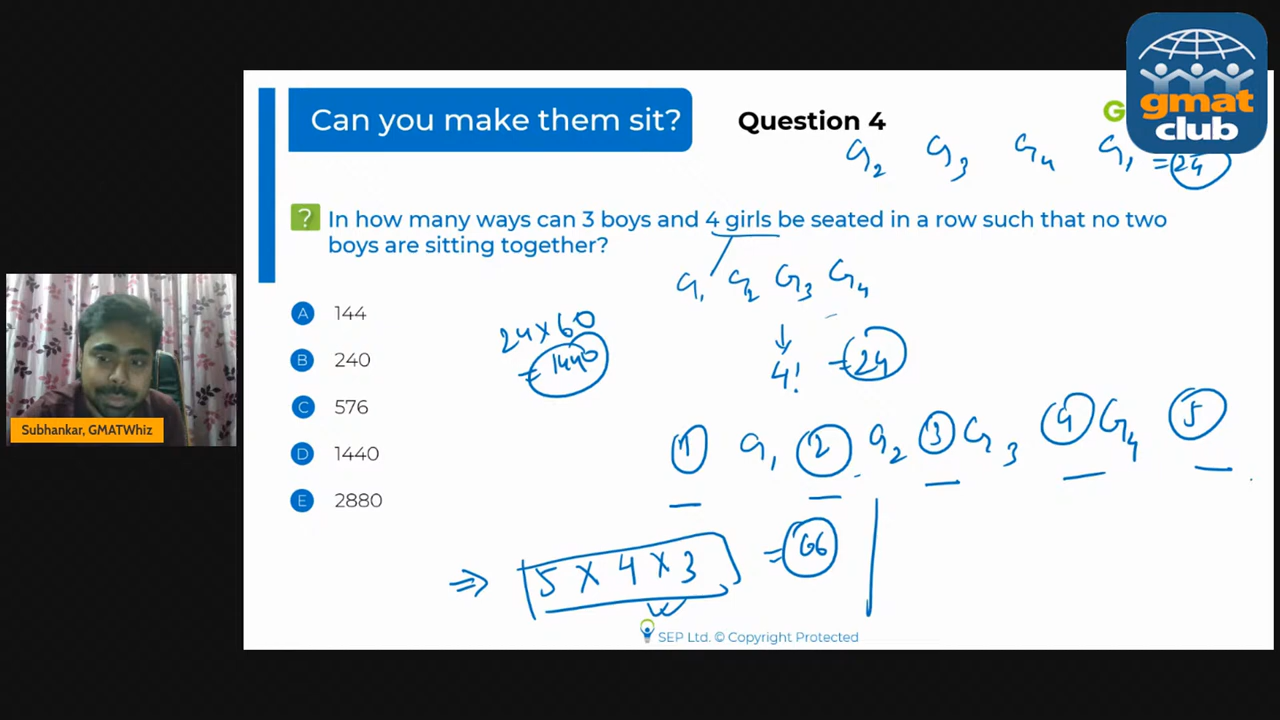 gmat
club
Can you make them sit?
Question 4
G
G2 G3 G4 G1 = 24
In how many ways can 3 boys and 4 girls be seated in a row such that no two
boys are sitting together?
G1 G2 G3 G4
A 144
24 x 60
= 1440
4! = 24
B 240
C 576
D 1440
1 G1 2 G2 3 G3 4 G4 5
Subhankar, GMATWhiz
E 2880
⇒ 5 x 4 x 3 =
SEP Ltd. © Copyright Protected